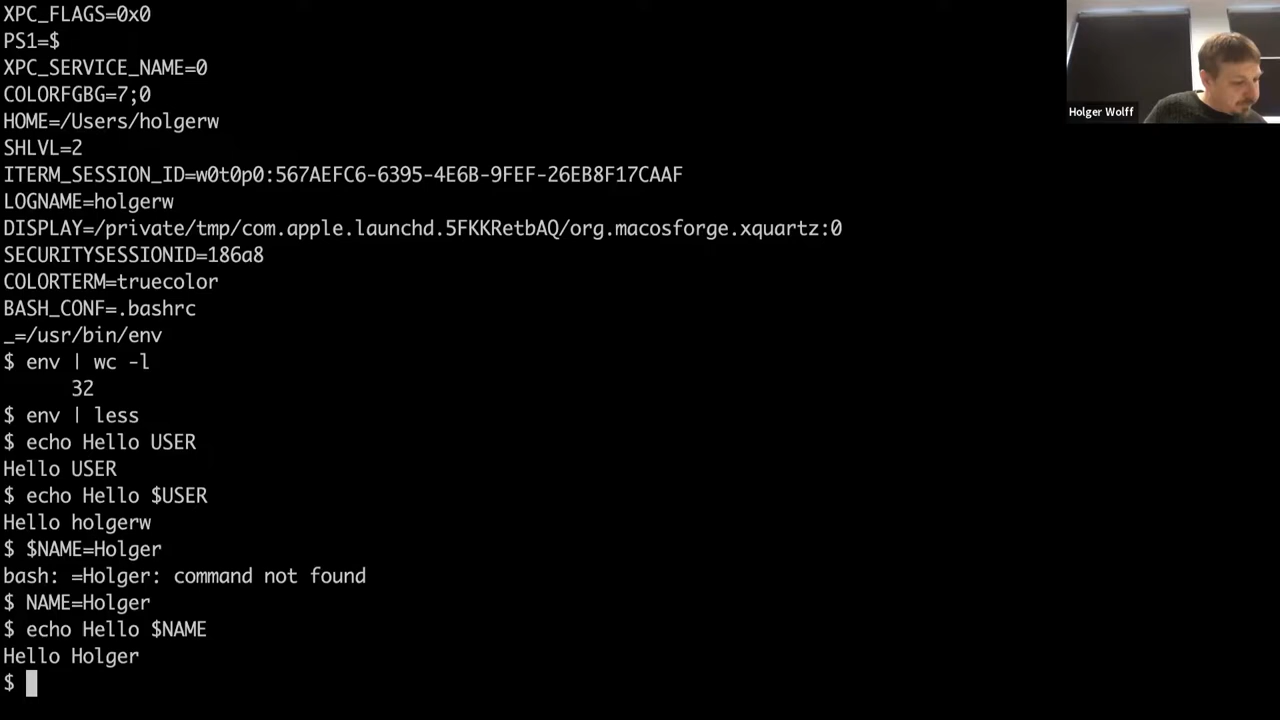 XPC_FLAGS=0x0
PS1=$
XPC_SERVICE_NAME=0
COLORFGBG=7;0
HOME=/Users/holgerw
SHLVL=2
ITERM_SESSION_ID=w0t0p0:567AEFC6-6395-4E6B-9FEF-26EB8F17CAAF
LOGNAME=holgerw
DISPLAY=/private/tmp/com.apple.launchd.5FKKRetbAQ/org.macosforge.xquartz:0
SECURITYSESSIONID=186a8
COLORTERM=truecolor
BASH_CONF=.bashrc
_=/usr/bin/env
$ env | wc -l
      32
$ env | less
$ echo Hello USER
Hello USER
$ echo Hello $USER
Hello holgerw
$ $NAME=Holger
bash: =Holger: command not found
$ NAME=Holger
$ echo Hello $NAME
Hello Holger
$
Holger Wolff